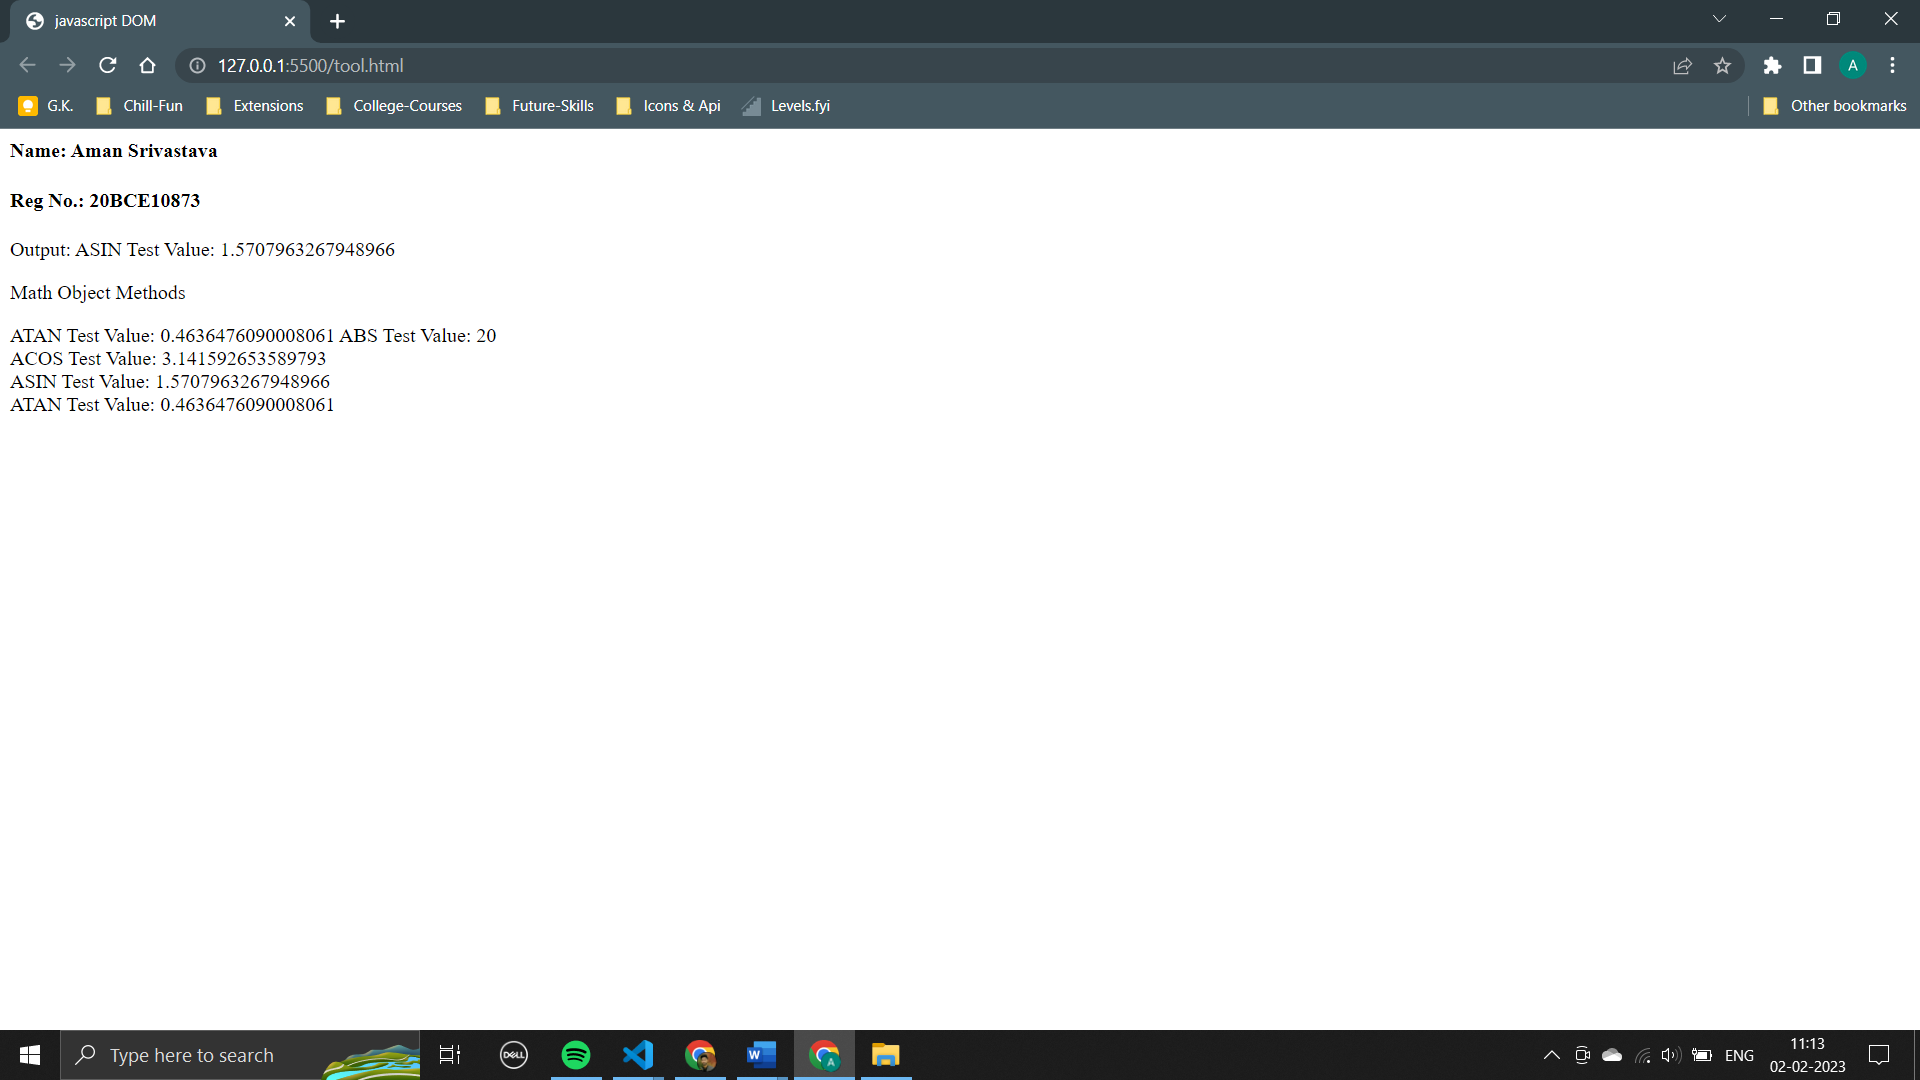 javascript DOM
127.0.0.1:5500/tool.html
A
G.K.
Chill-Fun
Extensions
College-Courses
Future-Skills
Icons & Api
Levels.fyi
Other bookmarks
Name: Aman Srivastava
Reg No.: 20BCE10873
Output: ASIN Test Value: 1.5707963267948966
Math Object Methods
ATAN Test Value: 0.4636476090008061 ABS Test Value: 20
ACOS Test Value: 3.141592653589793
ASIN Test Value: 1.5707963267948966
ATAN Test Value: 0.4636476090008061
Type here to search
DELL
W
A
ENG
11:13
02-02-2023